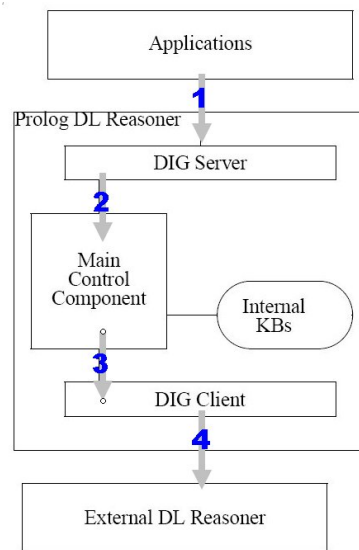 Applications
1
Prolog DL Reasoner
DIG Server
2
Main
Control
Component
Internal
KBs
3
DIG Client
4
External DL Reasoner